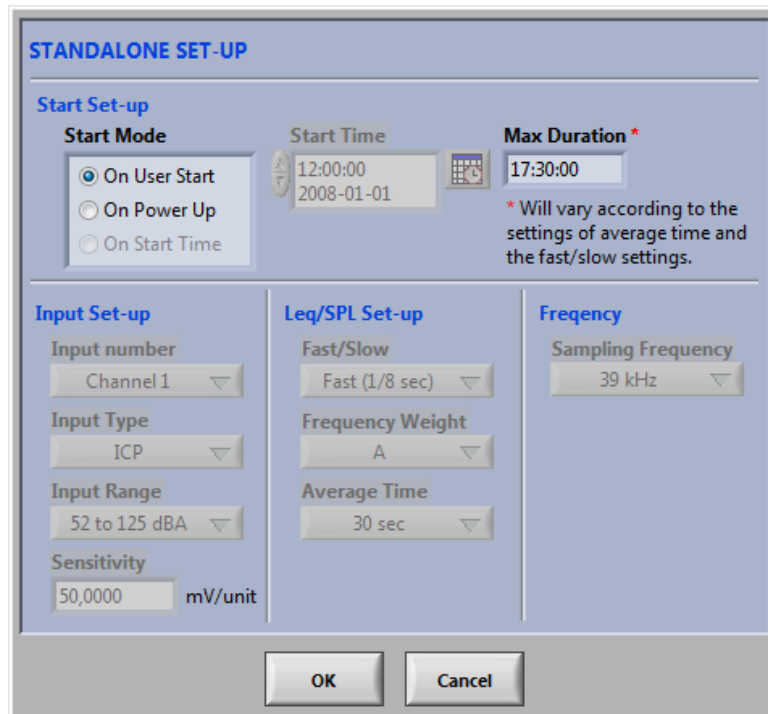 STANDALONE SET-UP
Start Set-up
Start Mode
On User Start
On Power Up
On Start Time
Start Time
12:00:00
2008-01-01
Max Duration *
17:30:00
* Will vary according to the
settings of average time and
the fast/slow settings.
Input Set-up
Input number
Channel 1
Input Type
ICP
Input Range
52 to 125 dBA
Sensitivity
50,0000 mV/unit
Leq/SPL Set-up
Fast/Slow
Fast (1/8 sec)
Frequency Weight
A
Average Time
30 sec
Freqency
Sampling Frequency
39 kHz
OK
Cancel